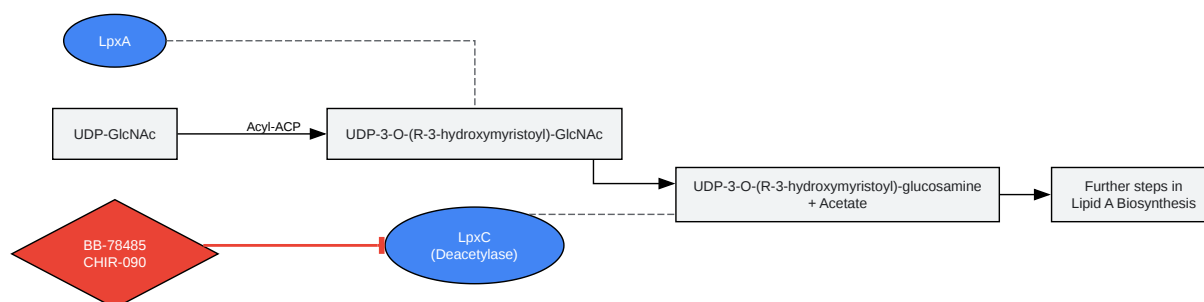 LpxA
UDP-GlcNAc
Acyl-ACP
UDP-3-O-(R-3-hydroxymyristoyl)-GlcNAc
UDP-3-O-(R-3-hydroxymyristoyl)-glucosamine
+ Acetate
Further steps in
Lipid A Biosynthesis
BB-78485
CHIR-090
LpxC
(Deacetylase)